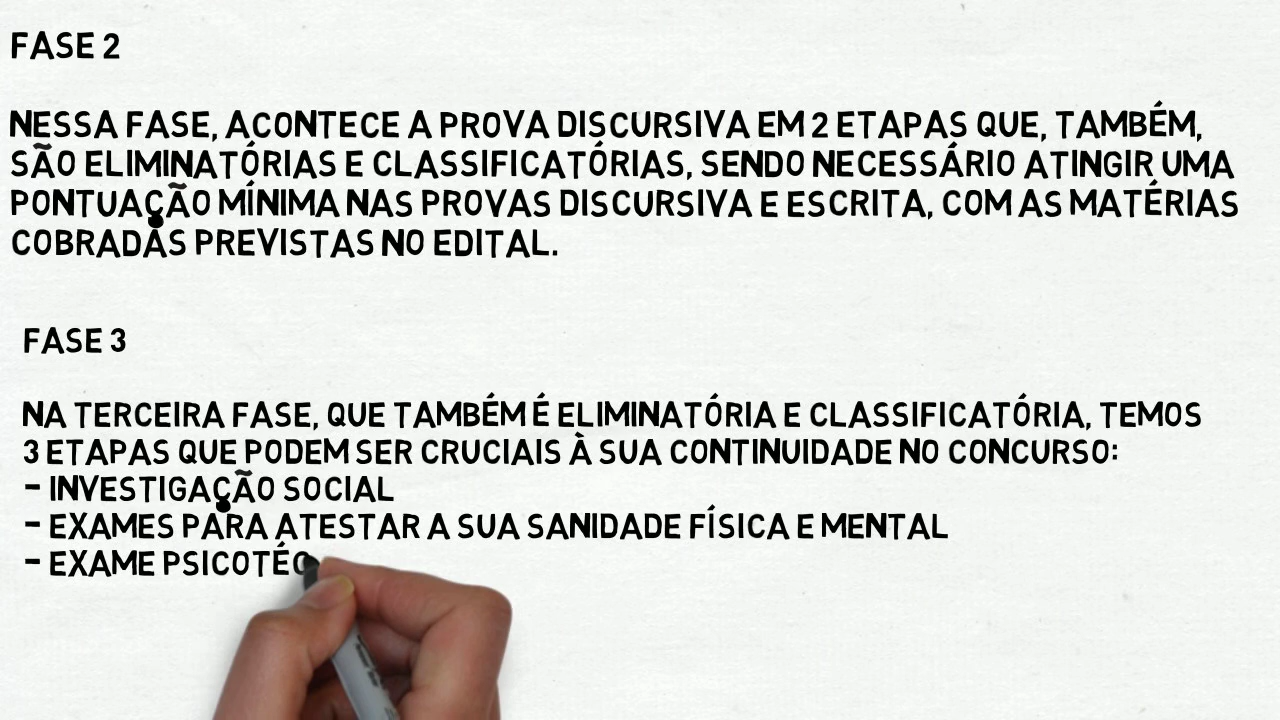 FASE 2
NESSA FASE, ACONTECE A PROVA DISCURSIVA EM 2 ETAPAS QUE, TAMBÉM,
SÃO ELIMINATÓRIAS E CLASSIFICATÓRIAS, SENDO NECESSÁRIO ATINGIR UMA
PONTUAÇÃO MÍNIMA NAS PROVAS DISCURSIVA E ESCRITA, COM AS MATÉRIAS
COBRADAS PREVISTAS NO EDITAL.
FASE 3
NA TERCEIRA FASE, QUE TAMBÉM É ELIMINATÓRIA E CLASSIFICATÓRIA, TEMOS
3 ETAPAS QUE PODEM SER CRUCIAIS À SUA CONTINUIDADE NO CONCURSO:
- INVESTIGAÇÃO SOCIAL
- EXAMES PARA ATESTAR A SUA SANIDADE FÍSICA E MENTAL
- EXAME PSICOTÉC